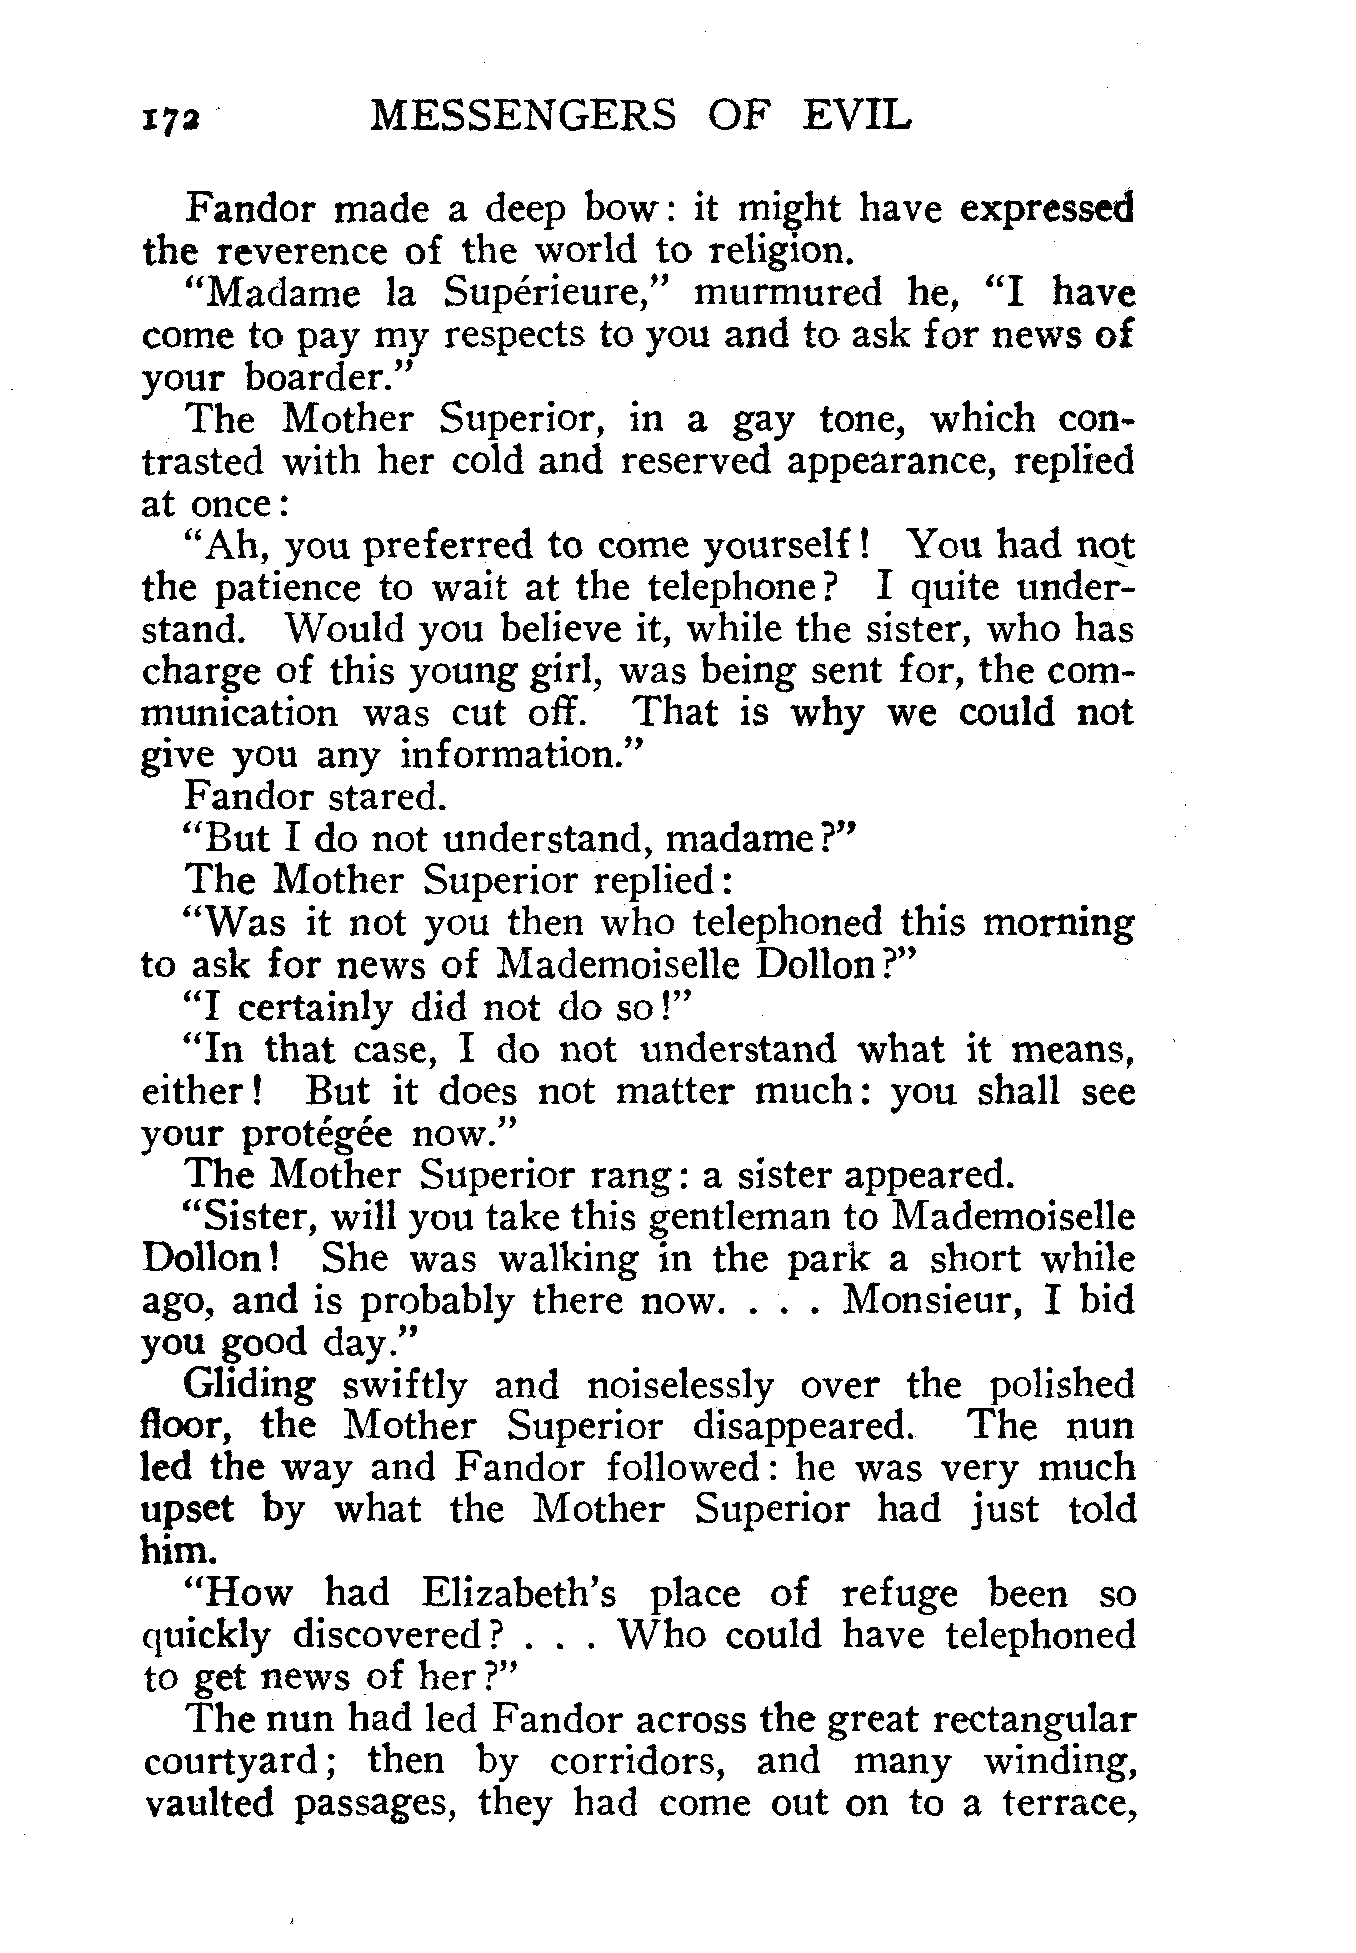 172 MESSENGERS OF EVIL
Fandor made a deep bow: it might have expressed
the reverence of the world to religion.
“Madame la Supérieure,” murmured he, “I have
come to pay my respects to you and to ask for news of
your boarder.”
The Mother Superior, in a gay tone, which con-
trasted with her cold and reserved appearance, replied
at once:
“Ah, you preferred to come yourself! You had not
the patience to wait at the telephone? I quite under-
stand. Would you believe it, while the sister, who has
charge of this young girl, was being sent for, the com-
munication was cut off. That is why we could not
give you any information.”
Fandor stared.
“But I do not understand, madame?”
The Mother Superior replied:
“Was it not you then who telephoned this morning
to ask for news of Mademoiselle Dollon?”
“I certainly did not do so!”
“In that case, I do not understand what it means,
either! But it does not matter much: you shall see
your protégée now.”
The Mother Superior rang: a sister appeared.
“Sister, will you take this gentleman to Mademoiselle
Dollon! She was walking in the park a short while
ago, and is probably there now. . . . Monsieur, I bid
you good day.”
Gliding swiftly and noiselessly over the polished
floor, the Mother Superior disappeared. The nun
led the way and Fandor followed: he was very much
upset by what the Mother Superior had just told
him.
“How had Elizabeth’s place of refuge been so
quickly discovered? . . . Who could have telephoned
to get news of her?”
The nun had led Fandor across the great rectangular
courtyard; then by corridors, and many winding,
vaulted passages, they had come out on to a terrace,